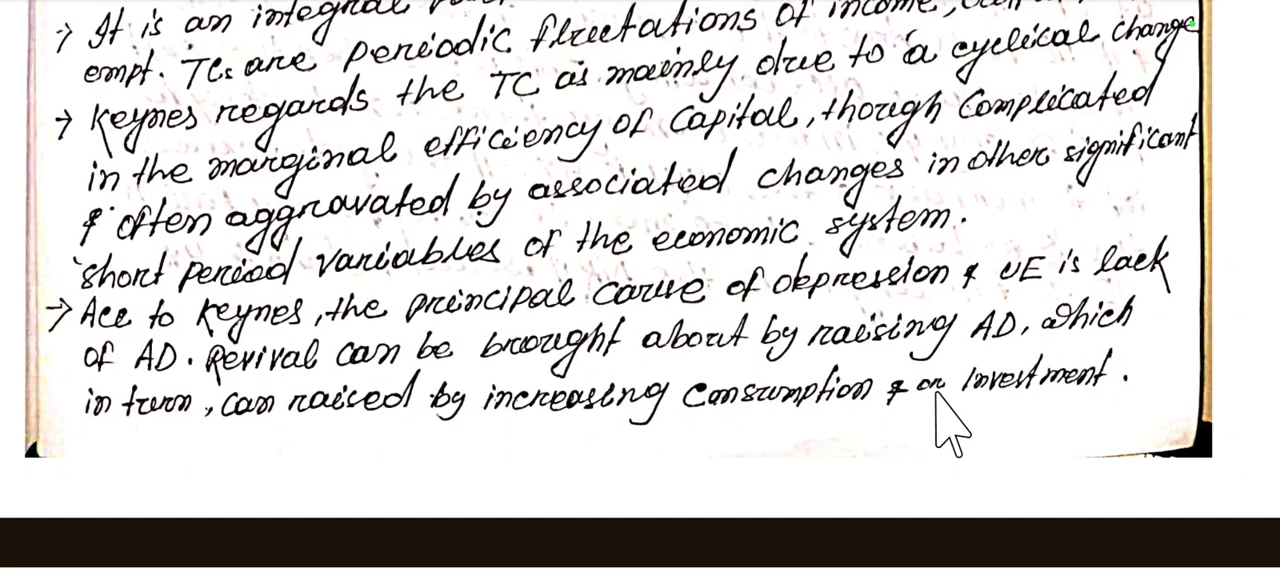 → It is an integral
empt. TCs are periodic fluctations of income,
→ Keynes regards the TC as mainly due to a cyclical change
in the marginal efficiency of capital, though complicated
& often aggravated by associated changes in other significant
short period variables of the economic system.
→ Acc to Keynes, the principal cause of depression & UE is lack
of AD. Revival can be brought about by raising AD, which
in turn, can raised by increasing consumption & or Investment.